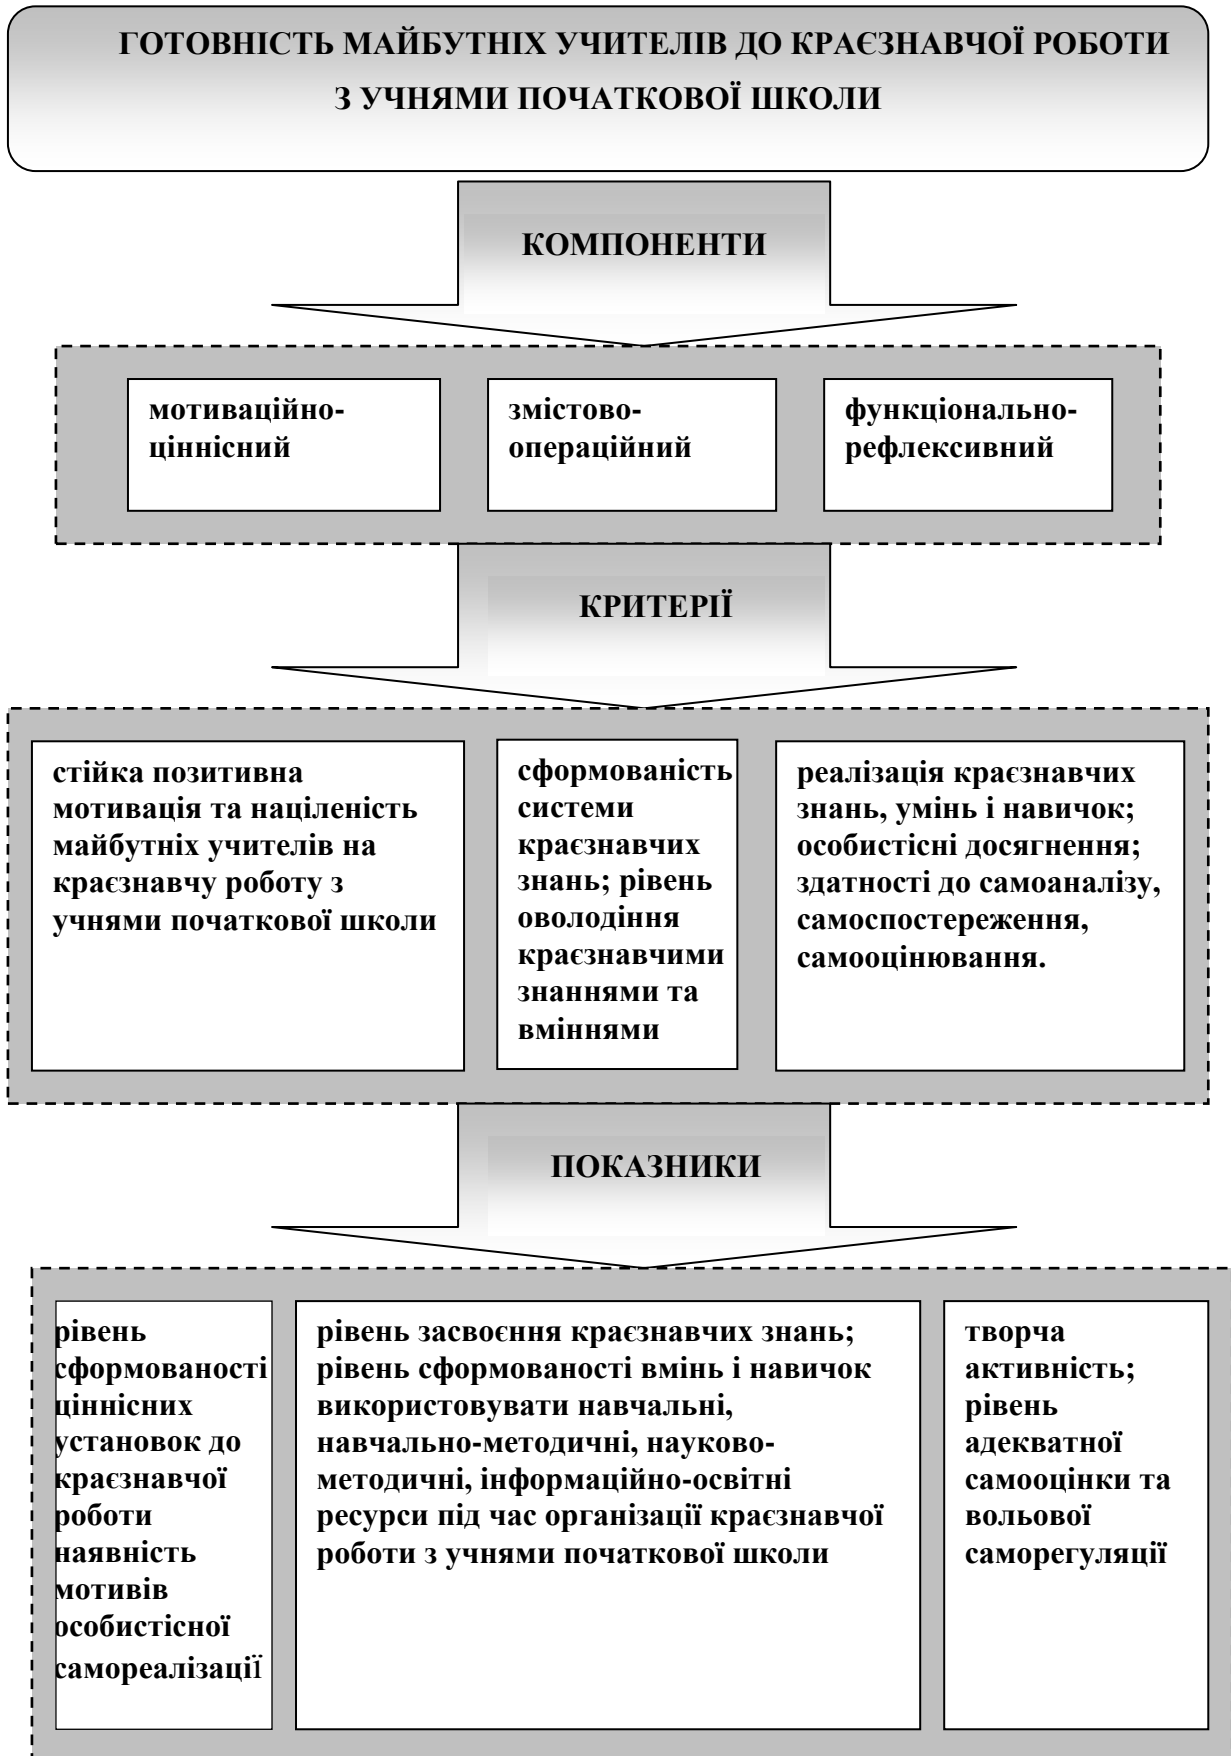 ГОТОВНІСТЬ МАЙБУТНІХ УЧИТЕЛІВ ДО КРАЄЗНАВЧОЇ РОБОТИ
З УЧНЯМИ ПОЧАТКОВОЇ ШКОЛИ
КОМПОНЕНТИ
мотиваційно-
ціннісний
змістово-
операційний
функціонально-
рефлексивний
КРИТЕРІЇ
стійка позитивна
мотивація та націленість
майбутніх учителів на
краєзнавчу роботу з
учнями початкової школи
сформованість
системи
краєзнавчих
знань; рівень
оволодіння
краєзнавчими
знаннями та
вміннями
реалізація краєзнавчих
знань, умінь і навичок;
особистісні досягнення;
здатності до самоаналізу,
самоспостереження,
самооцінювання.
ПОКАЗНИКИ
рівень
сформованості
ціннісних
установок до
краєзнавчої
роботи
наявність
мотивів
особистісної
самореалізації
рівень засвоєння краєзнавчих знань;
рівень сформованості вмінь і навичок
використовувати навчальні,
навчально-методичні, науково-
методичні, інформаційно-освітні
ресурси під час організації краєзнавчої
роботи з учнями початкової школи
творча
активність;
рівень
адекватної
самооцінки та
вольової
саморегуляції